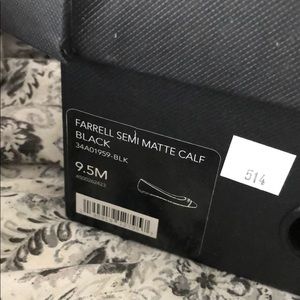 FARRELL SEMI MATTE CALF
BLACK
34A01959-BLK
9.5M
514